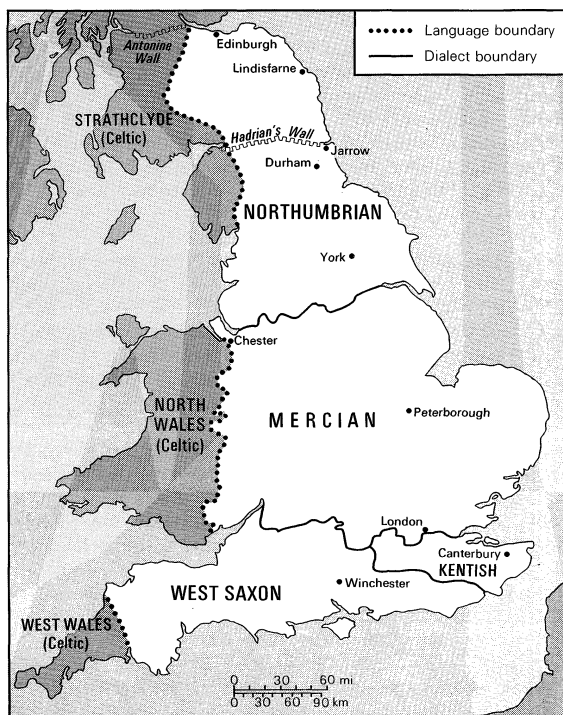 Language boundary
Dialect boundary
Antonine
Wall
Edinburgh
Lindisfarne
STRATHCLYDE
(Celtic)
Hadrian's Wall
Jarrow
Durham
NORTHUMBRIAN
York
Chester
NORTH
WALES
(Celtic)
MERCIAN
Peterborough
London
Canterbury
KENTISH
WEST SAXON
Winchester
WEST WALES
(Celtic)
0 30 60 mi
0 30 60 90 km